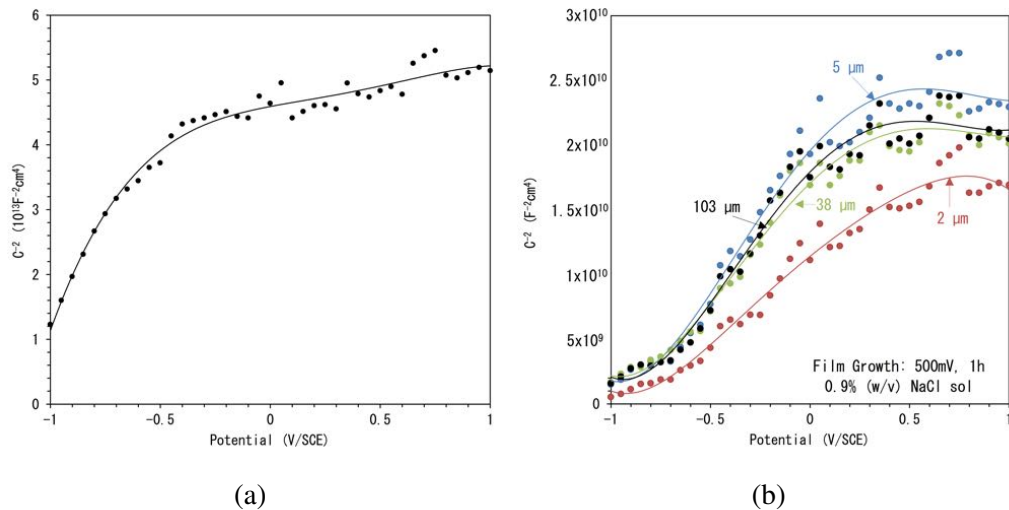 6
5
4
3
2
1
0
-1
-0.5
0
0.5
1
C⁻² (10¹³F⁻²cm⁴)
Potential (V/SCE)
(a)
3x10¹⁰
2.5x10¹⁰
2x10¹⁰
1.5x10¹⁰
1x10¹⁰
5x10⁹
0
-1
-0.5
0
0.5
1
C⁻² (F⁻²cm⁴)
5 μm
103 μm
38 μm
2 μm
Film Growth: 500mV, 1h
0.9% (w/v) NaCl sol
Potential (V/SCE)
(b)